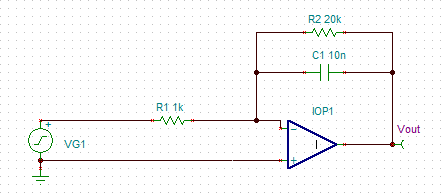 R2 20k
C1 10n
R1 1k
IOP1
Vout
+
VG1
-
+
I